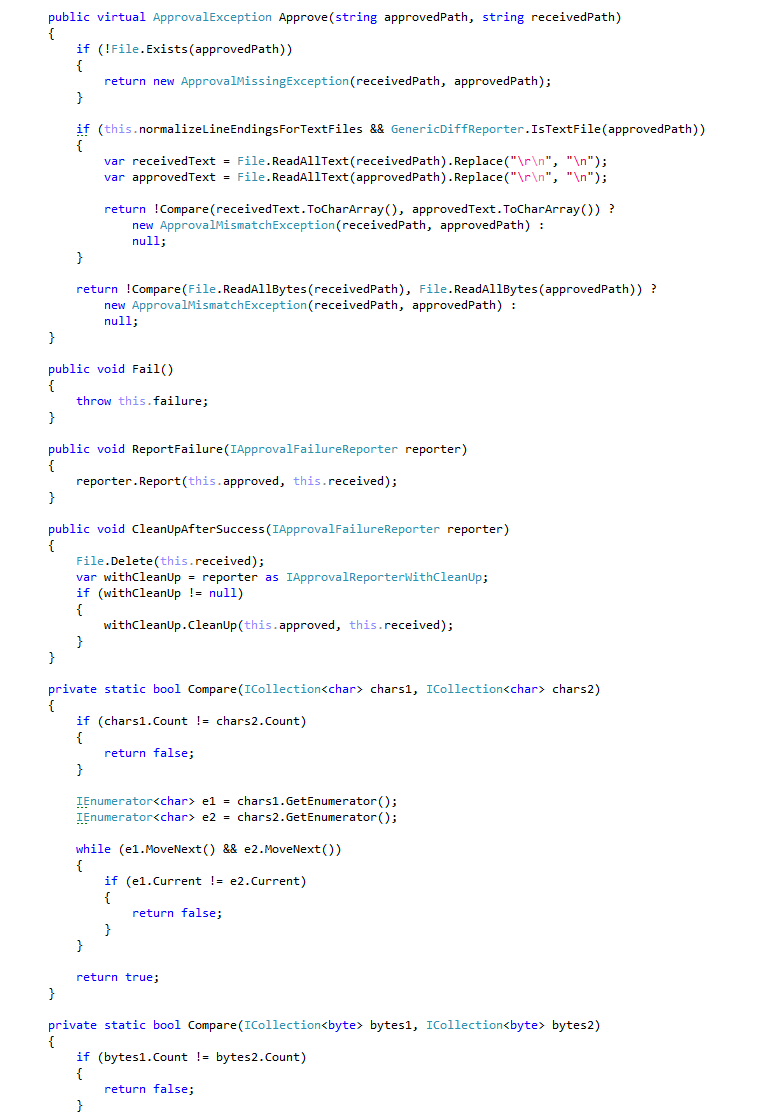 public virtual ApprovalException Approve(string approvedPath, string receivedPath)
{
    if (!File.Exists(approvedPath))
    {
        return new ApprovalMissingException(receivedPath, approvedPath);
    }

    if (this.normalizeLineEndingsForTextFiles && GenericDiffReporter.IsTextFile(approvedPath))
    {
        var receivedText = File.ReadAllText(receivedPath).Replace("\r\n", "\n");
        var approvedText = File.ReadAllText(approvedPath).Replace("\r\n", "\n");

        return !Compare(receivedText.ToCharArray(), approvedText.ToCharArray()) ?
            new ApprovalMismatchException(receivedPath, approvedPath) :
            null;
    }

    return !Compare(File.ReadAllBytes(receivedPath), File.ReadAllBytes(approvedPath)) ?
        new ApprovalMismatchException(receivedPath, approvedPath) :
        null;
}

public void Fail()
{
    throw this.failure;
}

public void ReportFailure(IApprovalFailureReporter reporter)
{
    reporter.Report(this.approved, this.received);
}

public void CleanUpAfterSuccess(IApprovalFailureReporter reporter)
{
    File.Delete(this.received);
    var withCleanUp = reporter as IApprovalReporterWithCleanUp;
    if (withCleanUp != null)
    {
        withCleanUp.CleanUp(this.approved, this.received);
    }
}

private static bool Compare(ICollection<char> chars1, ICollection<char> chars2)
{
    if (chars1.Count != chars2.Count)
    {
        return false;
    }

    IEnumerator<char> e1 = chars1.GetEnumerator();
    IEnumerator<char> e2 = chars2.GetEnumerator();

    while (e1.MoveNext() && e2.MoveNext())
    {
        if (e1.Current != e2.Current)
        {
            return false;
        }
    }

    return true;
}

private static bool Compare(ICollection<byte> bytes1, ICollection<byte> bytes2)
{
    if (bytes1.Count != bytes2.Count)
    {
        return false;
    }